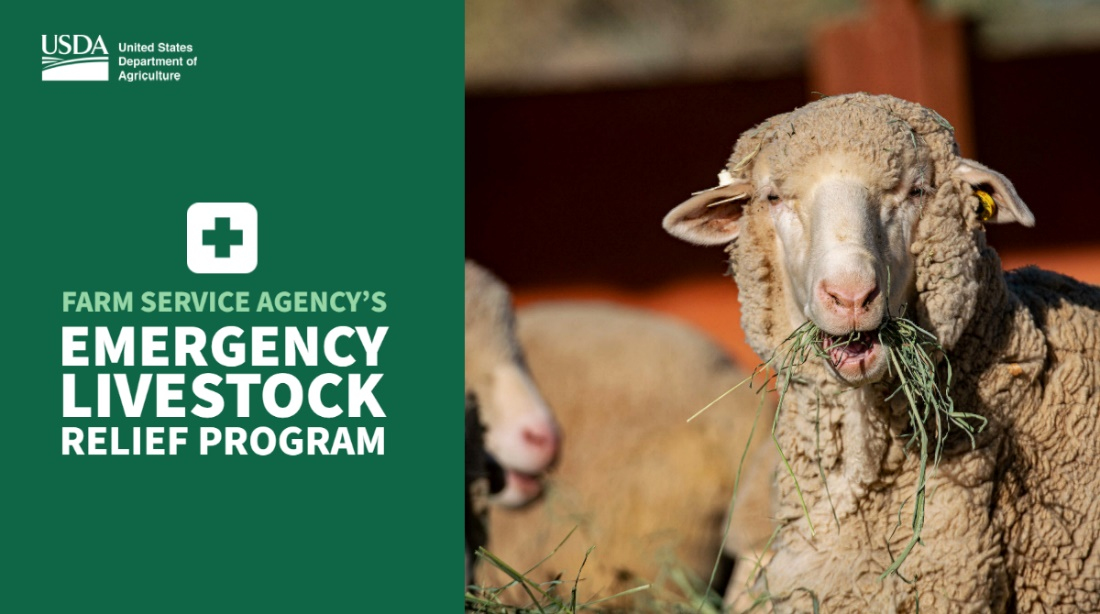 USDA
United States
Department of
Agriculture
FARM SERVICE AGENCY’S
EMERGENCY
LIVESTOCK
RELIEF PROGRAM